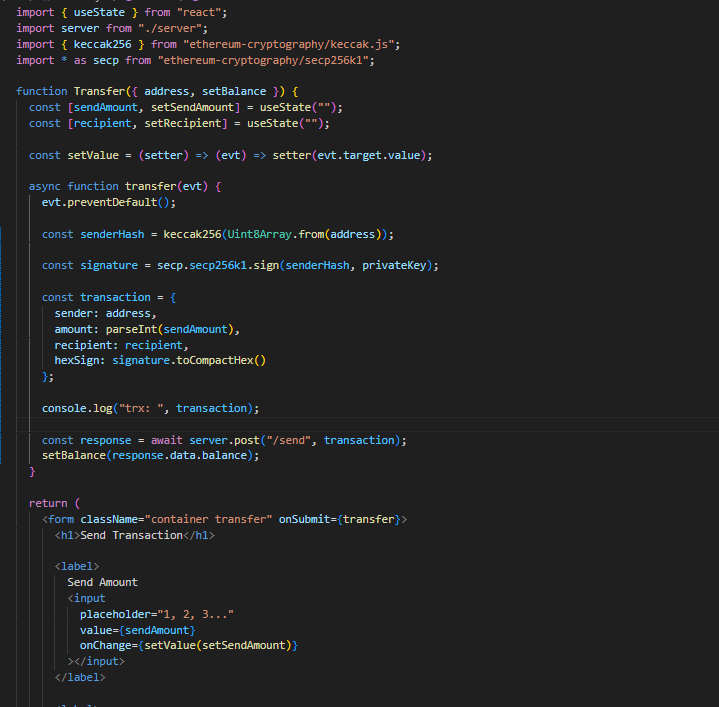 import { useState } from "react";
import server from "./server";
import { keccak256 } from "ethereum-cryptography/keccak.js";
import * as secp from "ethereum-cryptography/secp256k1";

function Transfer({ address, setBalance }) {
  const [sendAmount, setSendAmount] = useState("");
  const [recipient, setRecipient] = useState("");

  const setValue = (setter) => (evt) => setter(evt.target.value);

  async function transfer(evt) {
    evt.preventDefault();

    const senderHash = keccak256(Uint8Array.from(address));

    const signature = secp.secp256k1.sign(senderHash, privateKey);

    const transaction = {
      sender: address,
      amount: parseInt(sendAmount),
      recipient: recipient,
      hexSign: signature.toCompactHex()
    };

    console.log("trx: ", transaction);

    const response = await server.post("/send", transaction);
    setBalance(response.data.balance);
  }

  return (
    <form className="container transfer" onSubmit={transfer}>
      <h1>Send Transaction</h1>

      <label>
        Send Amount
        <input
          placeholder="1, 2, 3..."
          value={sendAmount}
          onChange={setValue(setSendAmount)}
        ></input>
      </label>